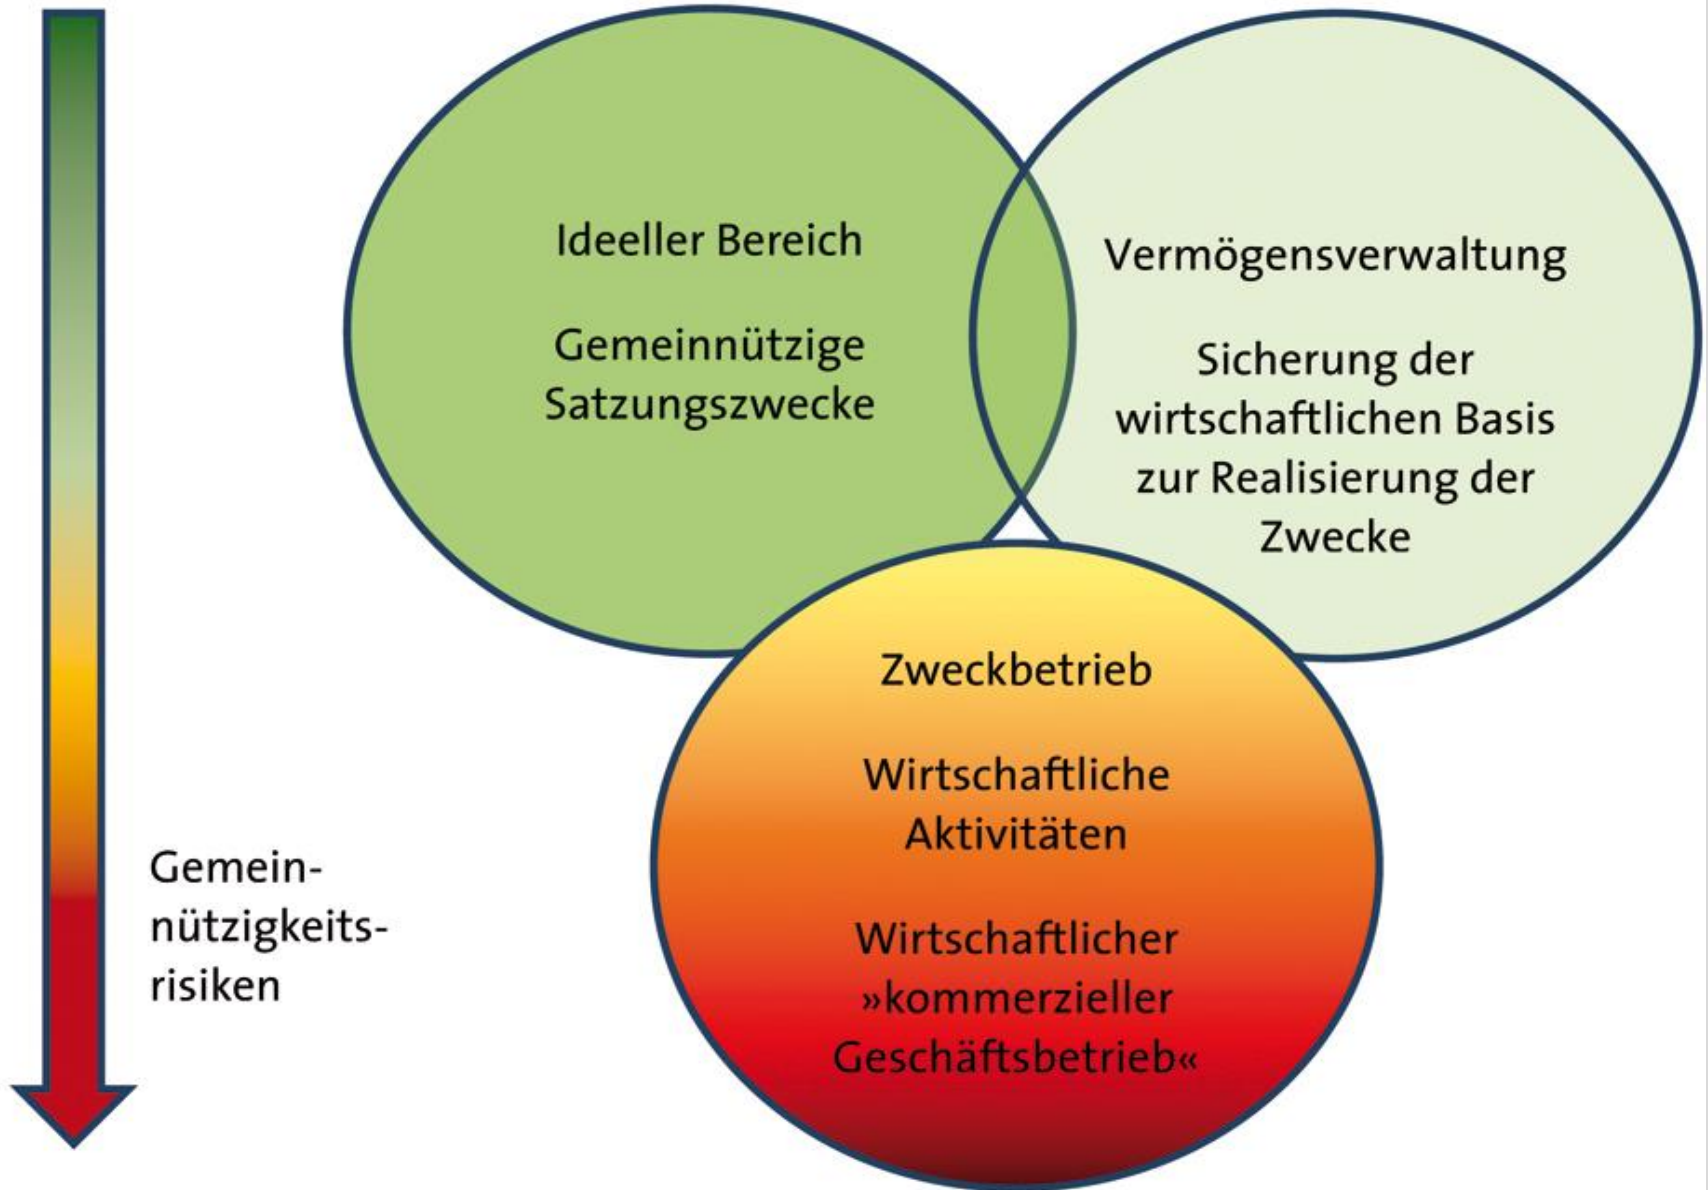 Ideeller Bereich
Gemeinnützige
Satzungszwecke
Vermögensverwaltung
Sicherung der
wirtschaftlichen Basis
zur Realisierung der
Zwecke
Zweckbetrieb
Wirtschaftliche
Aktivitäten
Wirtschaftlicher
»kommerzieller
Geschäftsbetrieb«
Gemein-
nützigkeits-
risiken